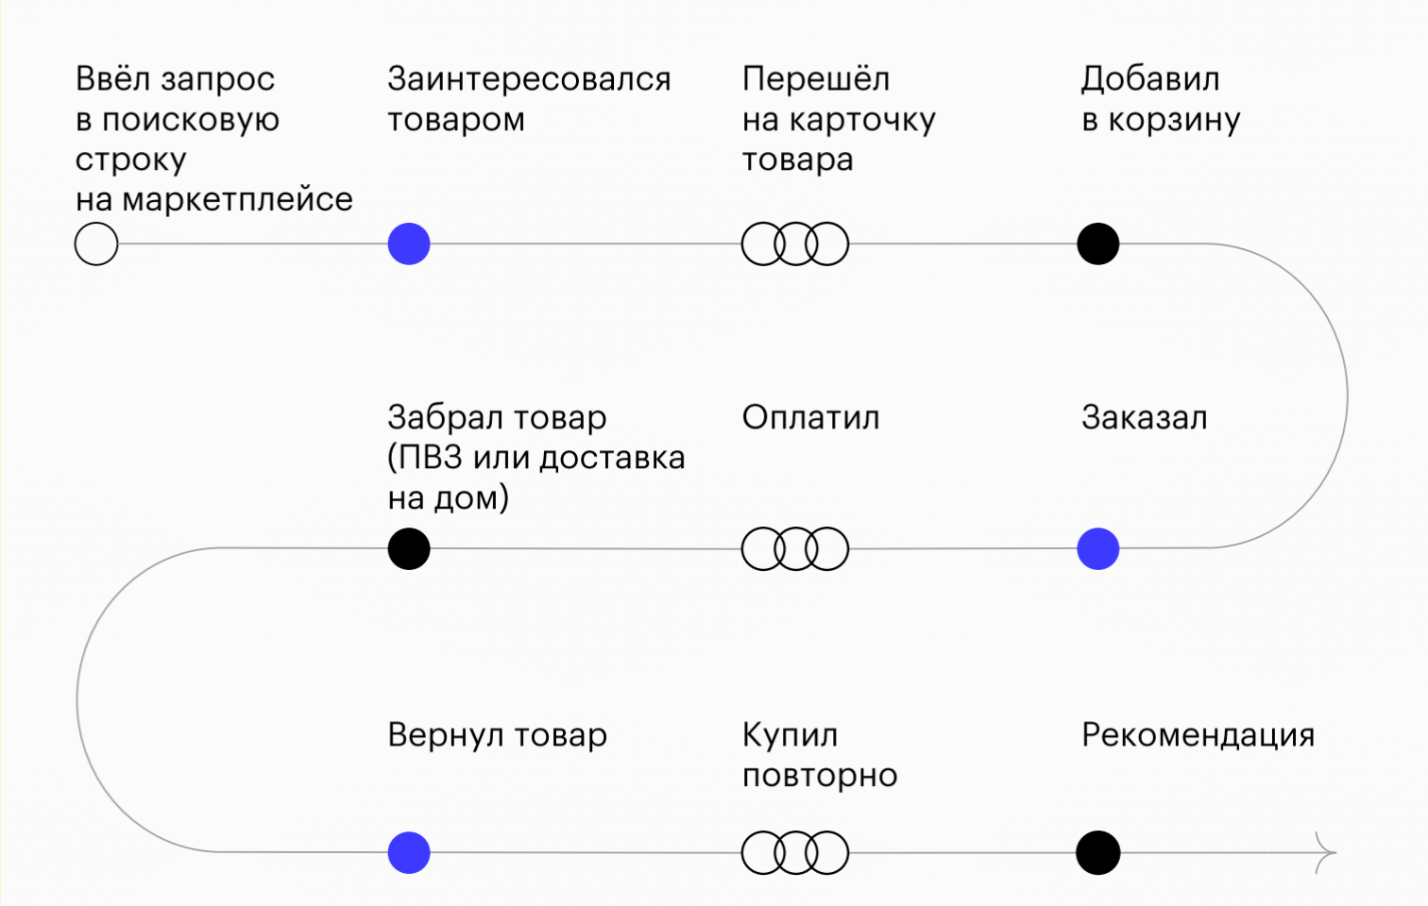 Ввёл запрос
в поисковую
строку
на маркетплейсе
Заинтересовался
товаром
Перешёл
на карточку
товара
Добавил
в корзину
Забрал товар
(ПВЗ или доставка
на дом)
Оплатил
Заказал
Вернул товар
Купил
повторно
Рекомендация